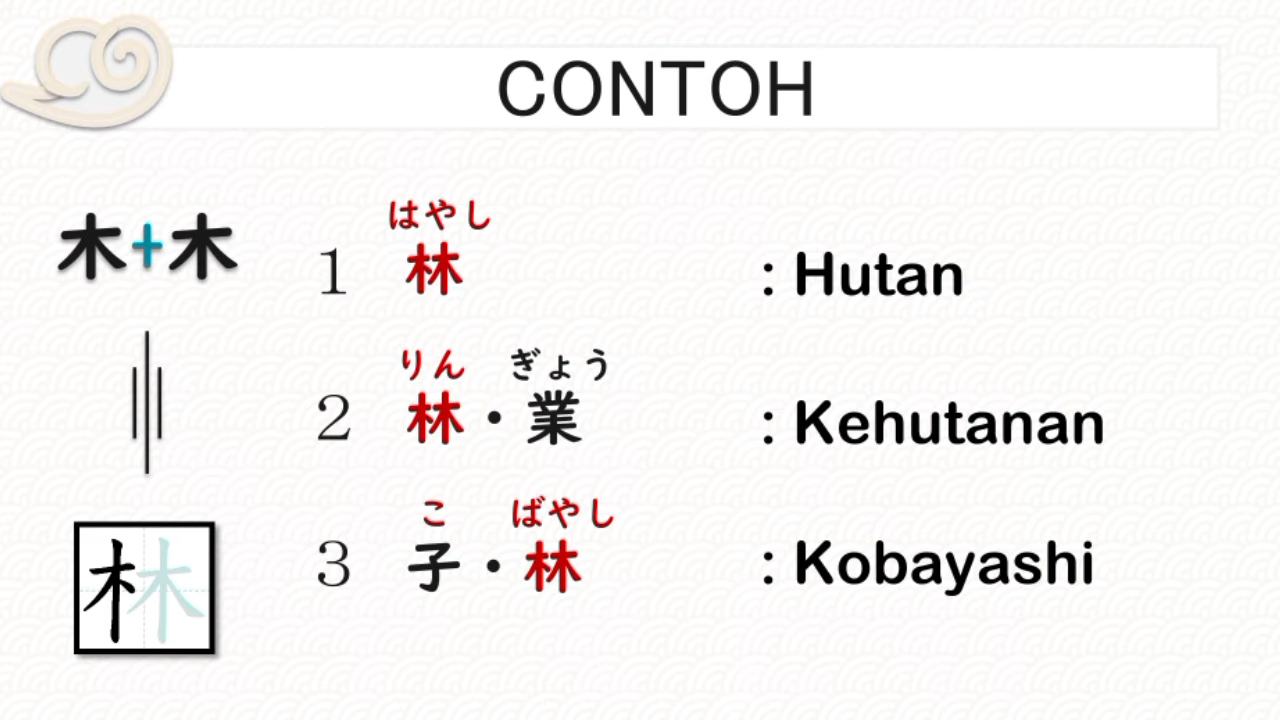 CONTOH
木+木
はやし
1 林 : Hutan
りん ぎょう
2 林・業 : Kehutanan
こ ばやし
3 子・林 : Kobayashi
林